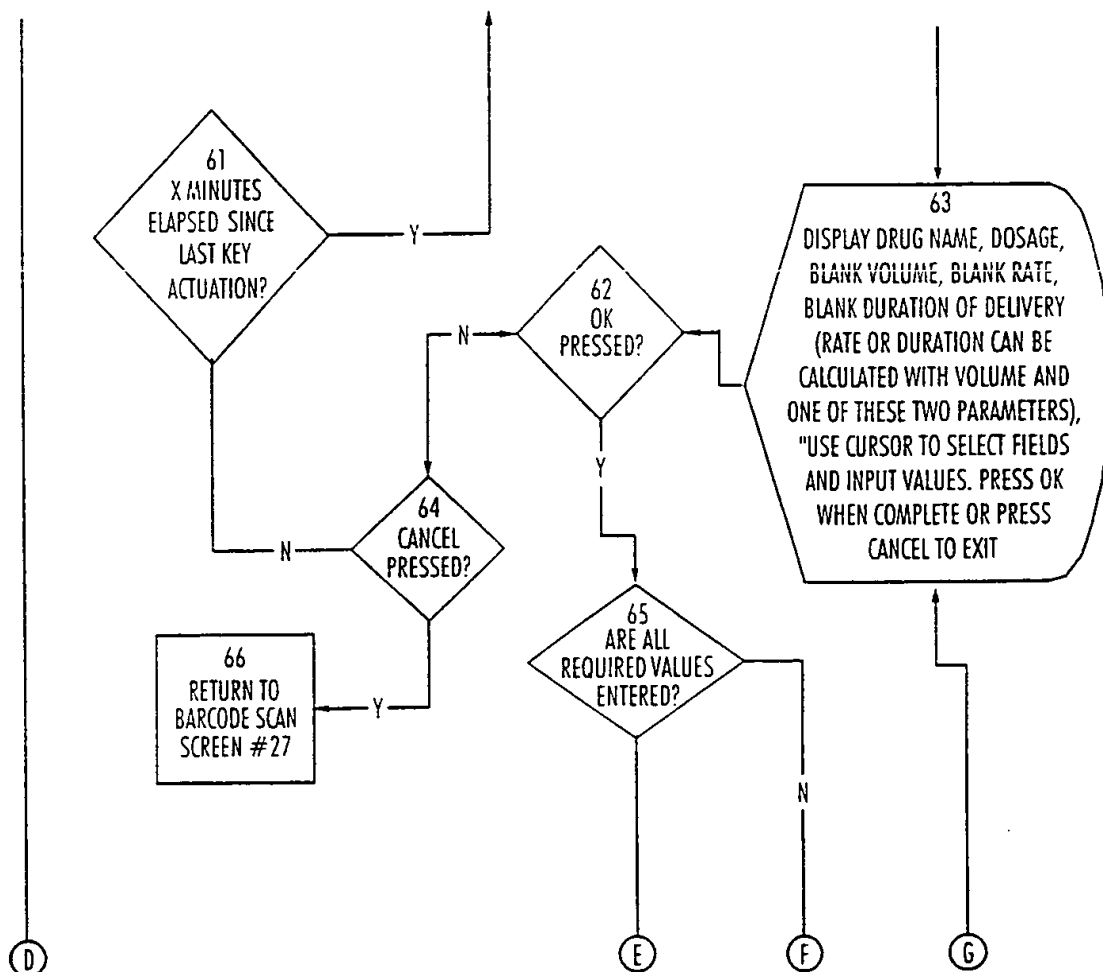 61
X MINUTES
ELAPSED SINCE
LAST KEY
ACTUATION?
Y
62
OK
PRESSED?
N
Y
63
DISPLAY DRUG NAME, DOSAGE,
BLANK VOLUME, BLANK RATE,
BLANK DURATION OF DELIVERY
(RATE OR DURATION CAN BE
CALCULATED WITH VOLUME AND
ONE OF THESE TWO PARAMETERS),
"USE CURSOR TO SELECT FIELDS
AND INPUT VALUES. PRESS OK
WHEN COMPLETE OR PRESS
CANCEL TO EXIT
64
CANCEL
PRESSED?
N
Y
65
ARE ALL
REQUIRED VALUES
ENTERED?
N
66
RETURN TO
BARCODE SCAN
SCREEN #27
D
E
F
G